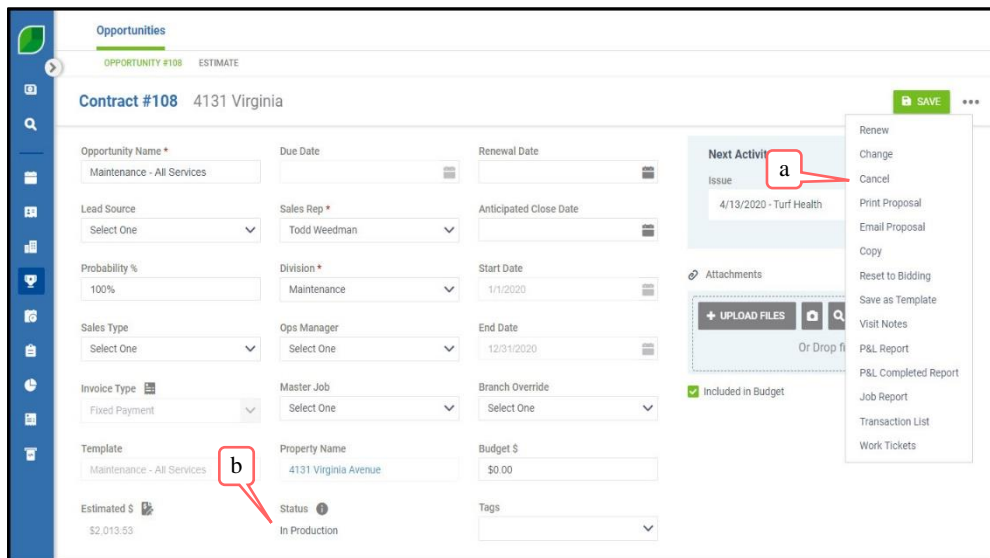 Opportunities
OPPORTUNITY #108 ESTIMATE
Contract #108 4131 Virginia
SAVE
Opportunity Name *
Maintenance - All Services
Due Date
Renewal Date
Lead Source
Select One
Sales Rep *
Todd Weedman
Anticipated Close Date
Probability %
100%
Division *
Maintenance
Start Date
1/1/2020
Sales Type
Select One
Ops Manager
Select One
End Date
12/31/2020
Invoice Type
Fixed Payment
Master Job
Select One
Branch Override
Select One
Template
Maintenance - All Services
Property Name
4131 Virginia Avenue
Budget $
$0.00
Estimated $
$2,013.53
Status
In Production
Tags
b
Next Activit
Issue
4/13/2020 - Turf Health
a
Attachments
+ UPLOAD FILES
Or Drop fi
Included in Budget
Renew
Change
Cancel
Print Proposal
Email Proposal
Copy
Reset to Bidding
Save as Template
Visit Notes
P&L Report
P&L Completed Report
Job Report
Transaction List
Work Tickets